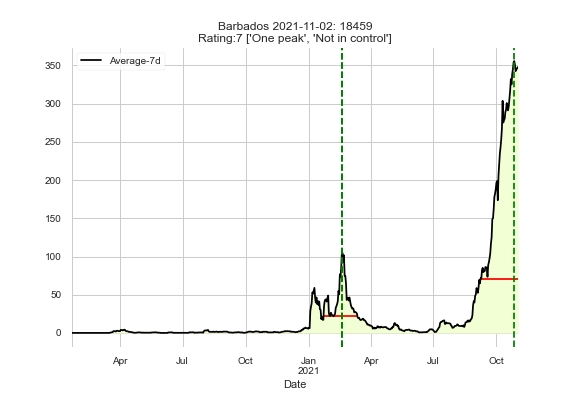 Barbados 2021-11-02: 18459
Rating:7 ['One peak', 'Not in control']
Average-7d
350
300
250
200
150
100
50
0
Apr Jul Oct Jan Apr Jul Oct
2021
Date